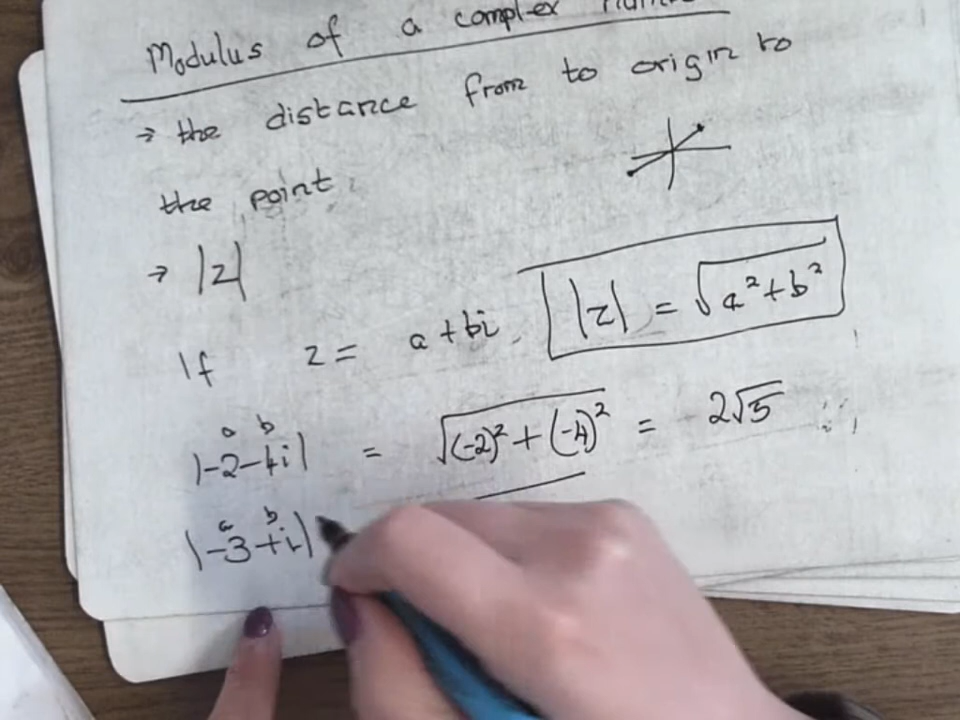 Modulus of a complex
→ the distance from to origin to
the point
→ |z|
If z = a + bi. |z| = √(a²+b²)
a b
|-2-4i| = √((-2)²+(-4)²) = 2√5
a b
|-3+i|